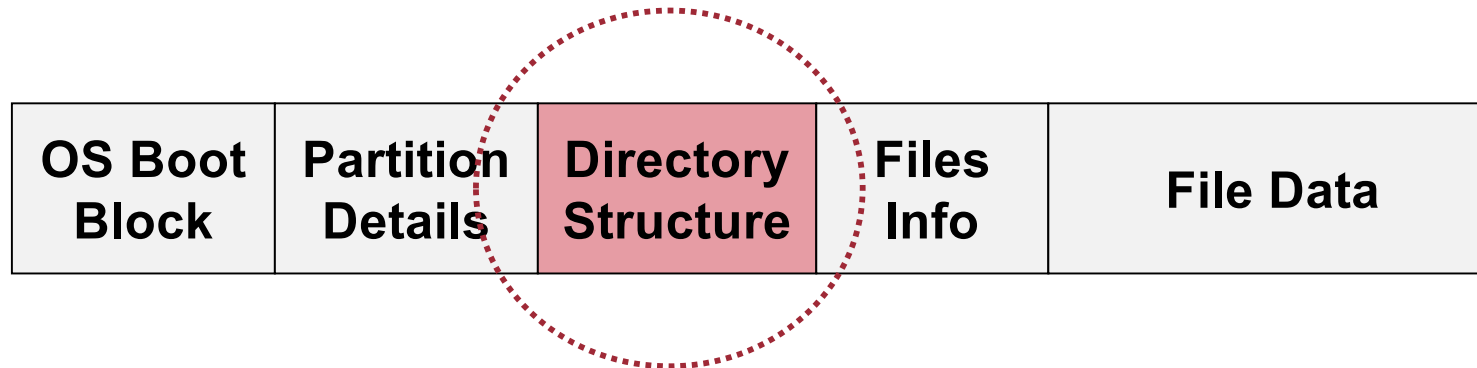 OS Boot
Block
Partition
Details
Directory
Structure
Files
Info
File Data